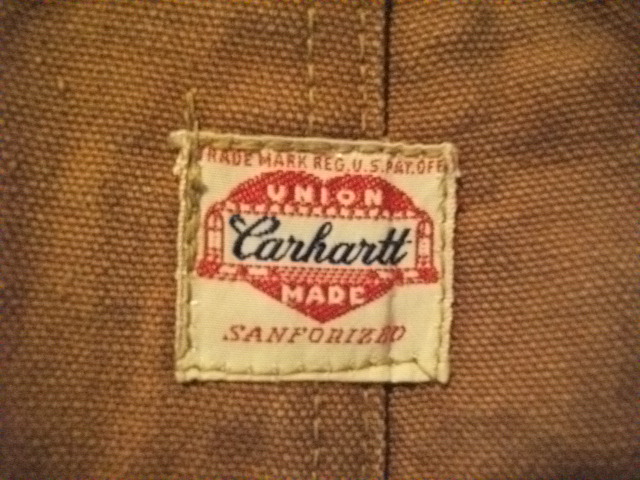 TRADE MARK REG. U.S. PAT. OFF
UNION
Carhartt
MADE
SANFORIZED